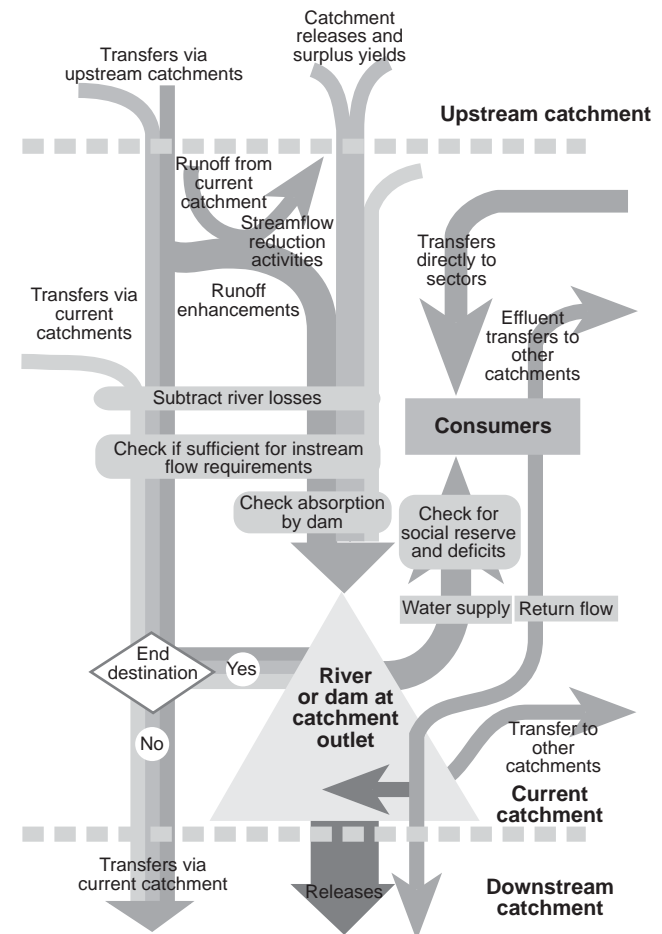 Catchment
releases and
surplus yields
Transfers via
upstream catchments
Upstream catchment
Runoff from
current
catchment
Streamflow
reduction
activities
Transfers
directly to
sectors
Runoff
enhancements
Transfers via
current
catchments
Effluent
transfers to
other
catchments
Subtract river losses
Consumers
Check if sufficient for instream
flow requirements
Check absorption
by dam
Check for
social reserve
and deficits
Water supply
Return flow
End
destination
Yes
River
or dam at
catchment
outlet
No
Transfer to
other
catchments
Current
catchment
Transfers via
current catchment
Releases
Downstream
catchment